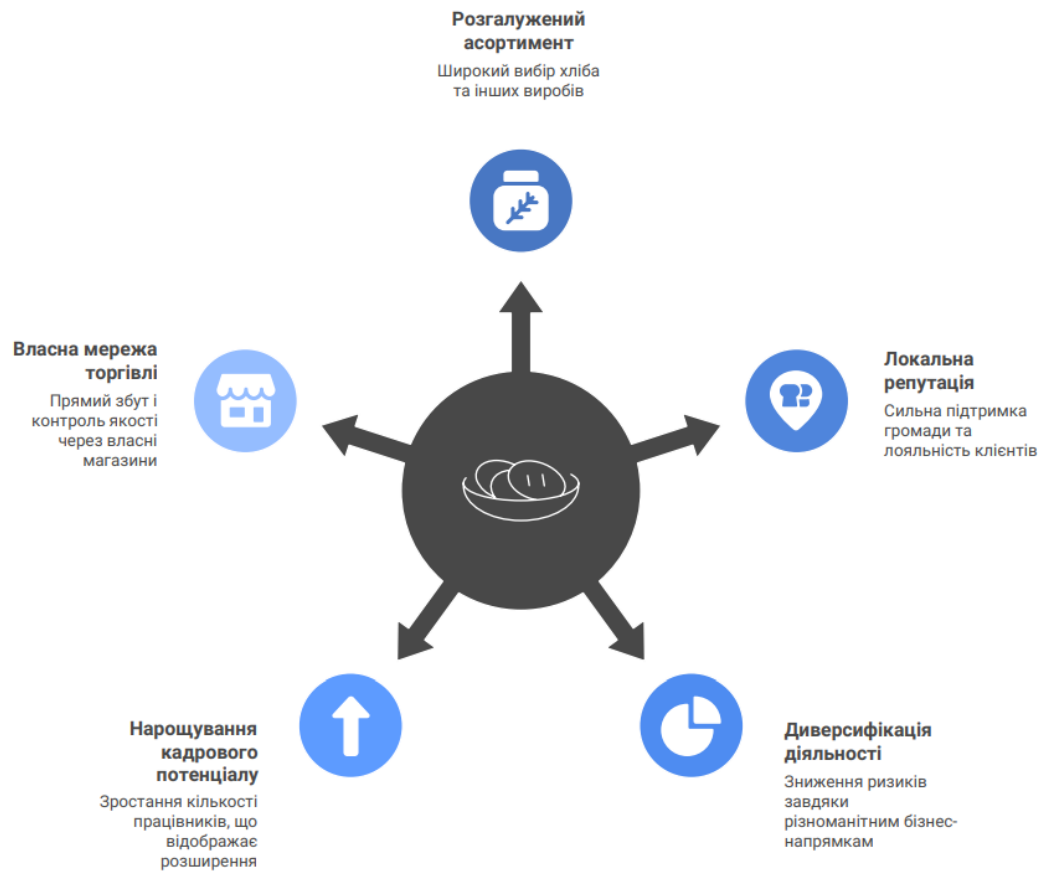 Розгалужений
асортимент
Широкий вибір хліба
та інших виробів
Власна мережа
торгівлі
Прямий збут і
контроль якості
через власні
магазини
Локальна
репутація
Сильна підтримка
громади та
лояльність клієнтів
Нарощування
кадрового
потенціалу
Зростання кількості
працівників, що
відображає
розширення
Диверсифікація
діяльності
Зниження ризиків
завдяки
різноманітним бізнес-
напрямкам